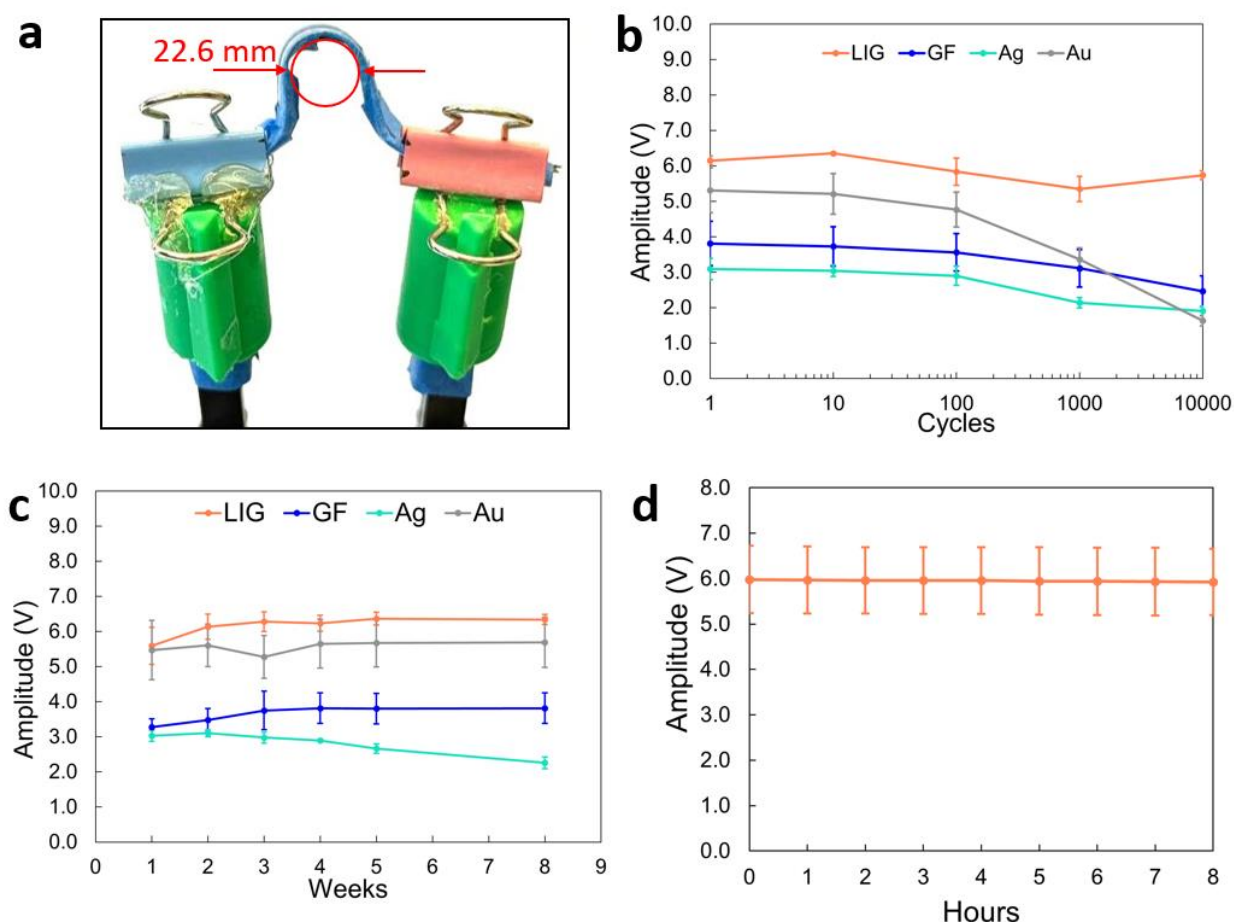 a
22.6 mm
b
LIG GF Ag Au
Amplitude (V)
10.0
9.0
8.0
7.0
6.0
5.0
4.0
3.0
2.0
1.0
0.0
1 10 100 1000 10000
Cycles
c
LIG GF Ag Au
Amplitude (V)
10.0
9.0
8.0
7.0
6.0
5.0
4.0
3.0
2.0
1.0
0.0
0 1 2 3 4 5 6 7 8 9
Weeks
d
Amplitude (V)
8.0
7.0
6.0
5.0
4.0
3.0
2.0
1.0
0.0
0 1 2 3 4 5 6 7 8
Hours